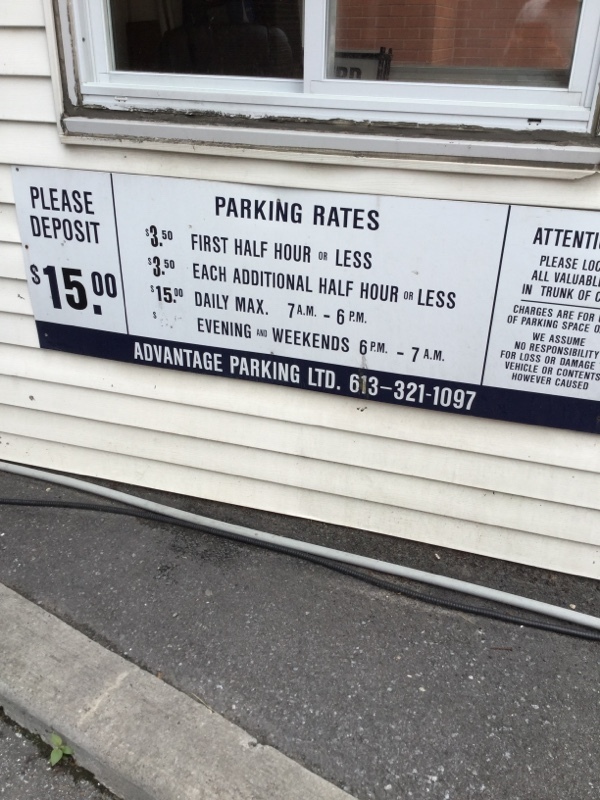 PLEASE
DEPOSIT
$15.00
PARKING RATES
$3.50 FIRST HALF HOUR OR LESS
$3.50 EACH ADDITIONAL HALF HOUR OR LESS
$15.00 DAILY MAX. 7 A.M. - 6 P.M.
$ EVENING AND WEEKENDS 6 P.M. - 7 A.M.
ATTENTI
PLEASE LOC
ALL VALUABL
IN TRUNK OF C
CHARGES ARE FOR
OF PARKING SPACE O
WE ASSUME
NO RESPONSIBILITY
FOR LOSS OR DAMAGE
VEHICLE OR CONTENTS
HOWEVER CAUSED
ADVANTAGE PARKING LTD. 613-321-1097